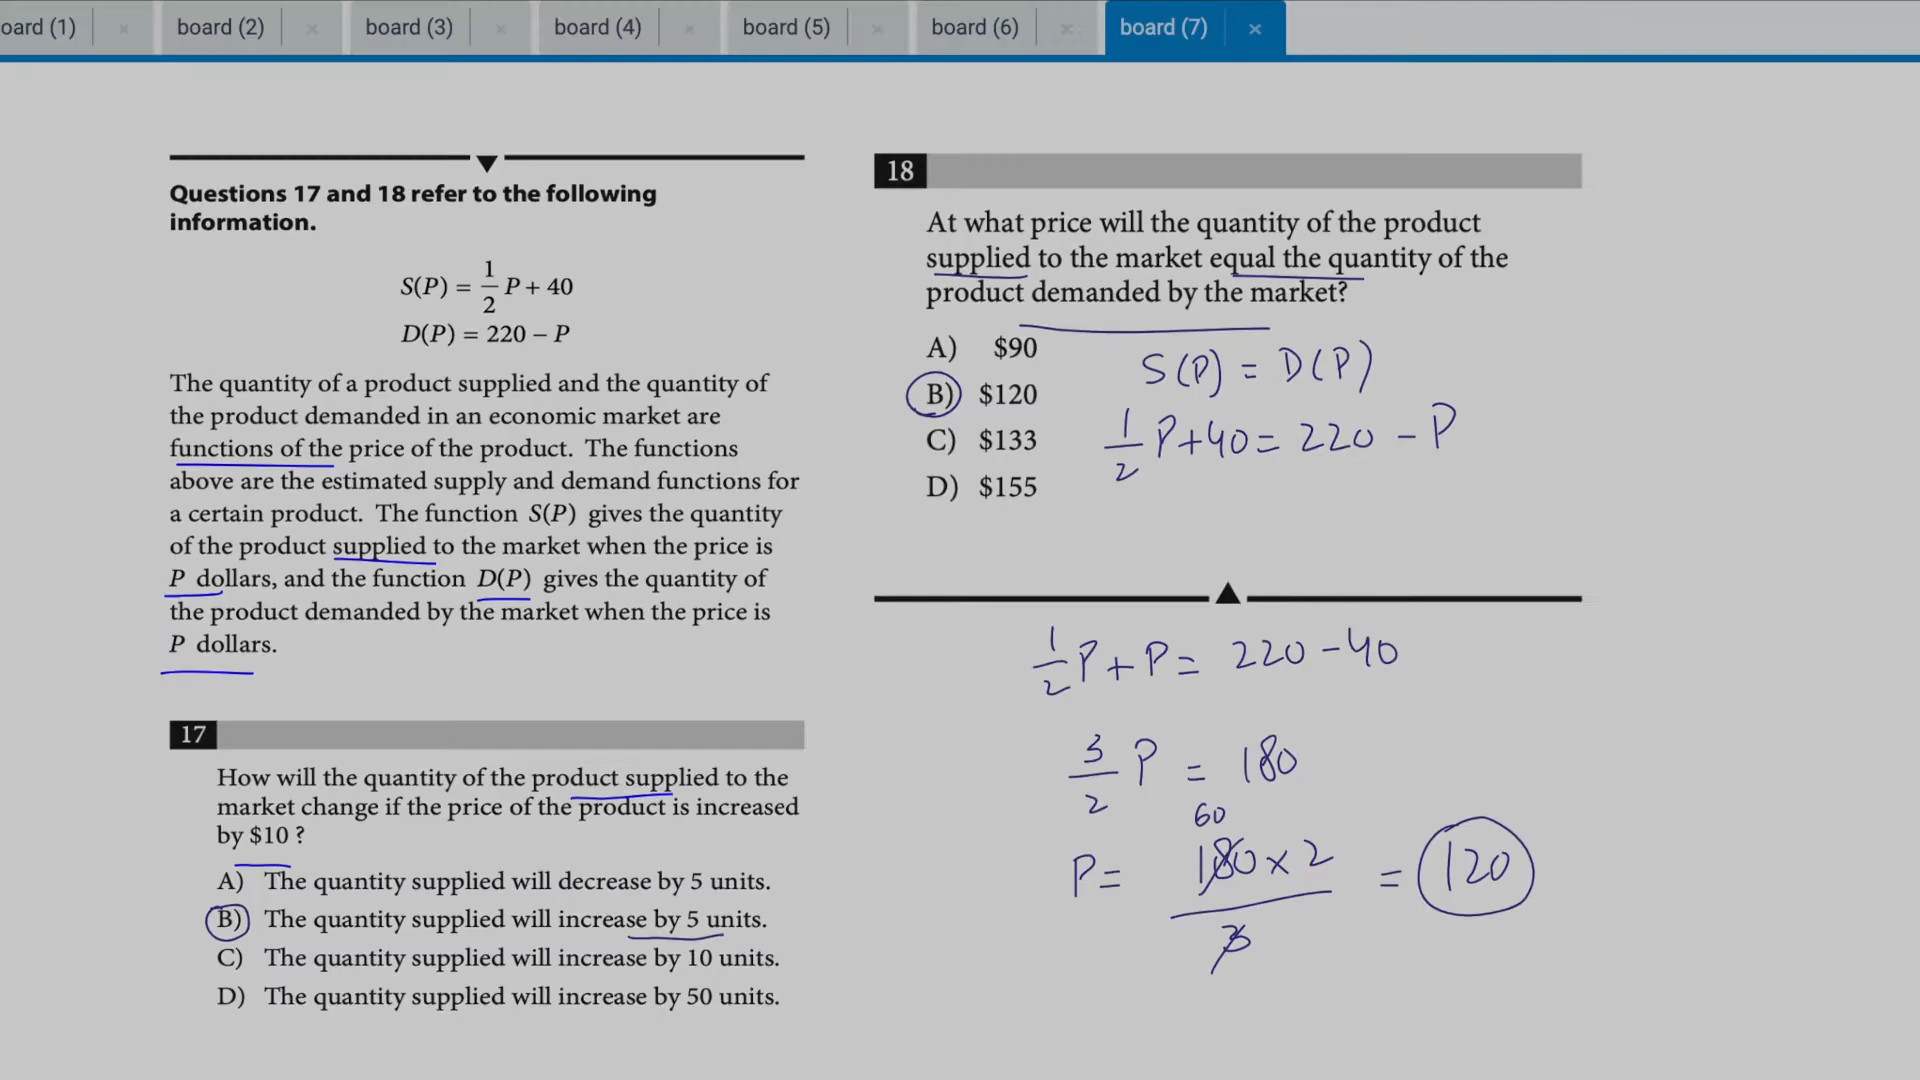 oard (1) × board (2) × board (3) × board (4) × board (5) × board (6) × board (7) ×
Questions 17 and 18 refer to the following
information.
S(P) = 1/2 P + 40
D(P) = 220 – P
The quantity of a product supplied and the quantity of
the product demanded in an economic market are
functions of the price of the product. The functions
above are the estimated supply and demand functions for
a certain product. The function S(P) gives the quantity
of the product supplied to the market when the price is
P dollars, and the function D(P) gives the quantity of
the product demanded by the market when the price is
P dollars.
17
How will the quantity of the product supplied to the
market change if the price of the product is increased
by $10 ?
A) The quantity supplied will decrease by 5 units.
B) The quantity supplied will increase by 5 units.
C) The quantity supplied will increase by 10 units.
D) The quantity supplied will increase by 50 units.
18
At what price will the quantity of the product
supplied to the market equal the quantity of the
product demanded by the market?
A) $90
B) $120
C) $133
D) $155
S(P) = D(P)
1/2 P + 40 = 220 – P
1/2 P + P = 220 – 40
3/2 P = 180
60
P = 180 × 2 / 3 = 120